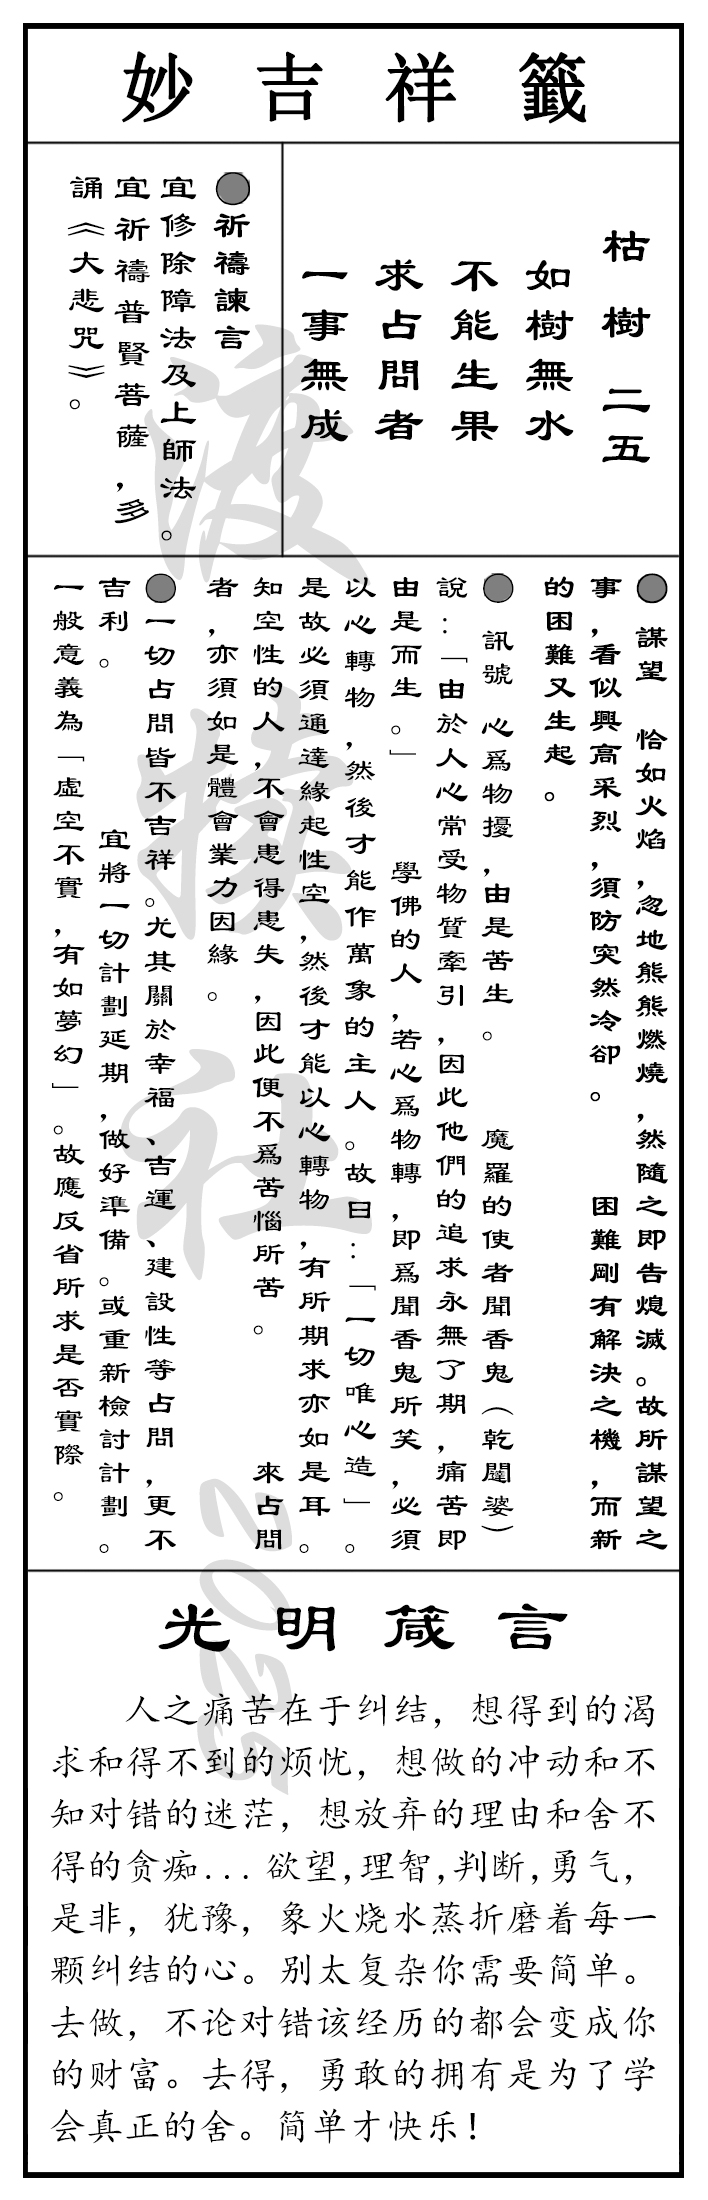 妙吉祥籤
枯樹二五
如樹無水
不能生果
求占問者
一事無成
●祈禱諫言
宜修除障法及上師法。
宜祈禱普賢菩薩，多
誦《大悲咒》。
●謀望 恰如火焰，忽地熊熊燃燒，然隨之即告熄滅。故所謀望之
事，看似興高采烈，須防突然冷卻。 困難剛有解決之機，而新
的困難又生起。
●訊號 心爲物擾，由是苦生。 魔羅的使者聞香鬼（乾闥婆）
說：「由於人心常受物質牽引，因此他們的追求永無了期，痛苦即
由是而生。」 學佛的人，若心爲物轉，即爲聞香鬼所笑，必須
以心轉物，然後才能作萬象的主人。故曰：「一切唯心造」。
是故必須通達緣起性空，然後才能以心轉物，有所期求亦如是耳。
知空性的人，不會患得患失，因此便不爲苦惱所苦。 來占問
者，亦須如是體會業力因緣。
●一切占問皆不吉祥。尤其關於幸福、吉運、建設性等占問，更不
吉利。 宜將一切計劃延期，做好準備。或重新檢討計劃。
一般意義為「虛空不實，有如夢幻」。故應反省所求是否實際。
光明箴言
人之痛苦在于纠结，想得到的渴
求和得不到的烦忧，想做的冲动和不
知对错的迷茫，想放弃的理由和舍不
得的贪痴...欲望,理智,判断,勇气，
是非，犹豫，象火烧水蒸折磨着每一
颗纠结的心。别太复杂你需要简单。
去做，不论对错该经历的都会变成你
的财富。去得，勇敢的拥有是为了学
会真正的舍。简单才快乐！
渡犊社2025